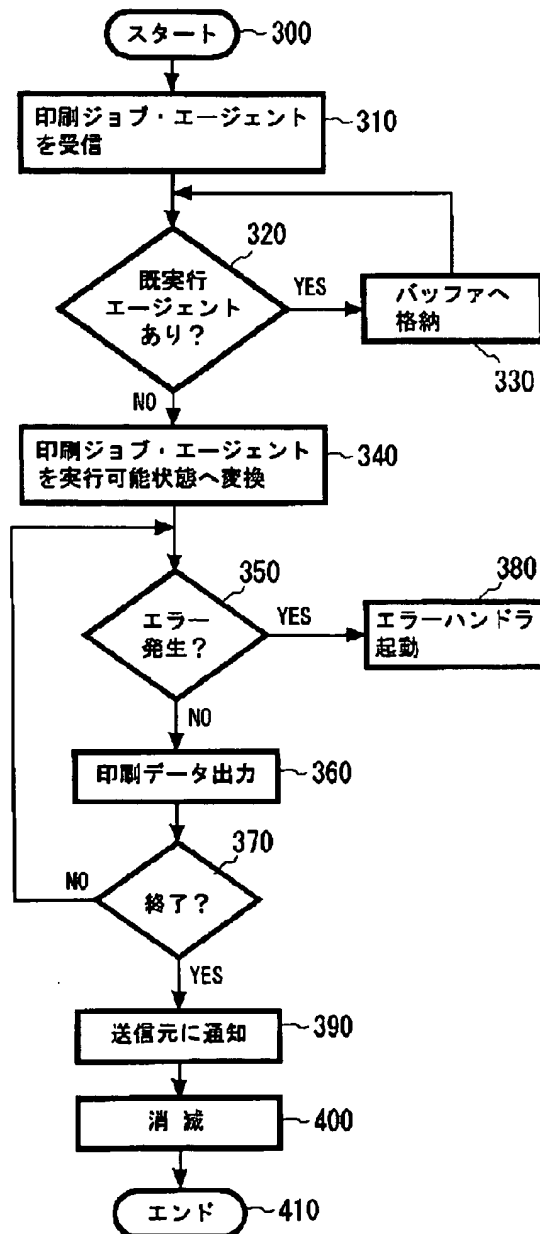 スタート
300
印刷ジョブ・エージェント
を受信
310
320
既実行
エージェント
あり?
YES
バッファへ
格納
330
NO
印刷ジョブ・エージェント
を実行可能状態へ変換
340
350
エラー
発生?
YES
380
エラーハンドラ
起動
NO
印刷データ出力
360
370
NO
終了?
YES
送信元に通知
390
消滅
400
エンド
410